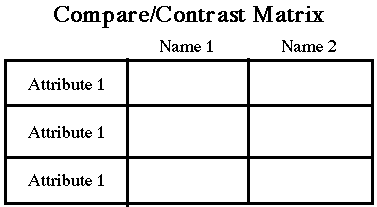 Compare/Contrast Matrix
Name 1 Name 2
Attribute 1
Attribute 1
Attribute 1